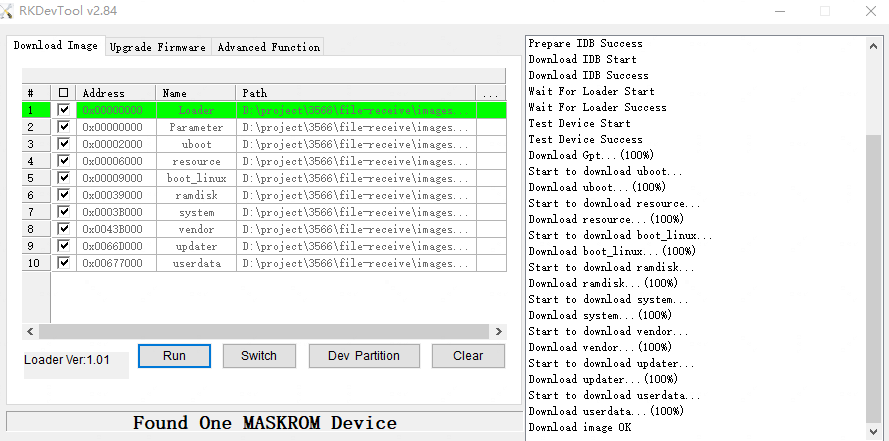 RKDevTool v2.84
Download Image Upgrade Firmware Advanced Function
# Address Name Path ...
1 0x00000000 Loader D:\project\3566\file-receive\images...
2 0x00000000 Parameter D:\project\3566\file-receive\images...
3 0x00002000 uboot D:\project\3566\file-receive\images...
4 0x00006000 resource D:\project\3566\file-receive\images...
5 0x00009000 boot_linux D:\project\3566\file-receive\images...
6 0x00039000 ramdisk D:\project\3566\file-receive\images...
7 0x0003B000 system D:\project\3566\file-receive\images...
8 0x0043B000 vendor D:\project\3566\file-receive\images...
9 0x0066D000 updater D:\project\3566\file-receive\images...
10 0x00677000 userdata D:\project\3566\file-receive\images...
Loader Ver:1.01
Run Switch Dev Partition Clear
Found One MASKROM Device
Prepare IDB Success
Download IDB Start
Download IDB Success
Wait For Loader Start
Wait For Loader Success
Test Device Start
Test Device Success
Download Gpt...(100%)
Start to download uboot...
Download uboot...(100%)
Start to download resource...
Download resource...(100%)
Start to download boot_linux...
Download boot_linux...(100%)
Start to download ramdisk...
Download ramdisk...(100%)
Start to download system...
Download system...(100%)
Start to download vendor...
Download vendor...(100%)
Start to download updater...
Download updater...(100%)
Start to download userdata...
Download userdata...(100%)
Download image OK